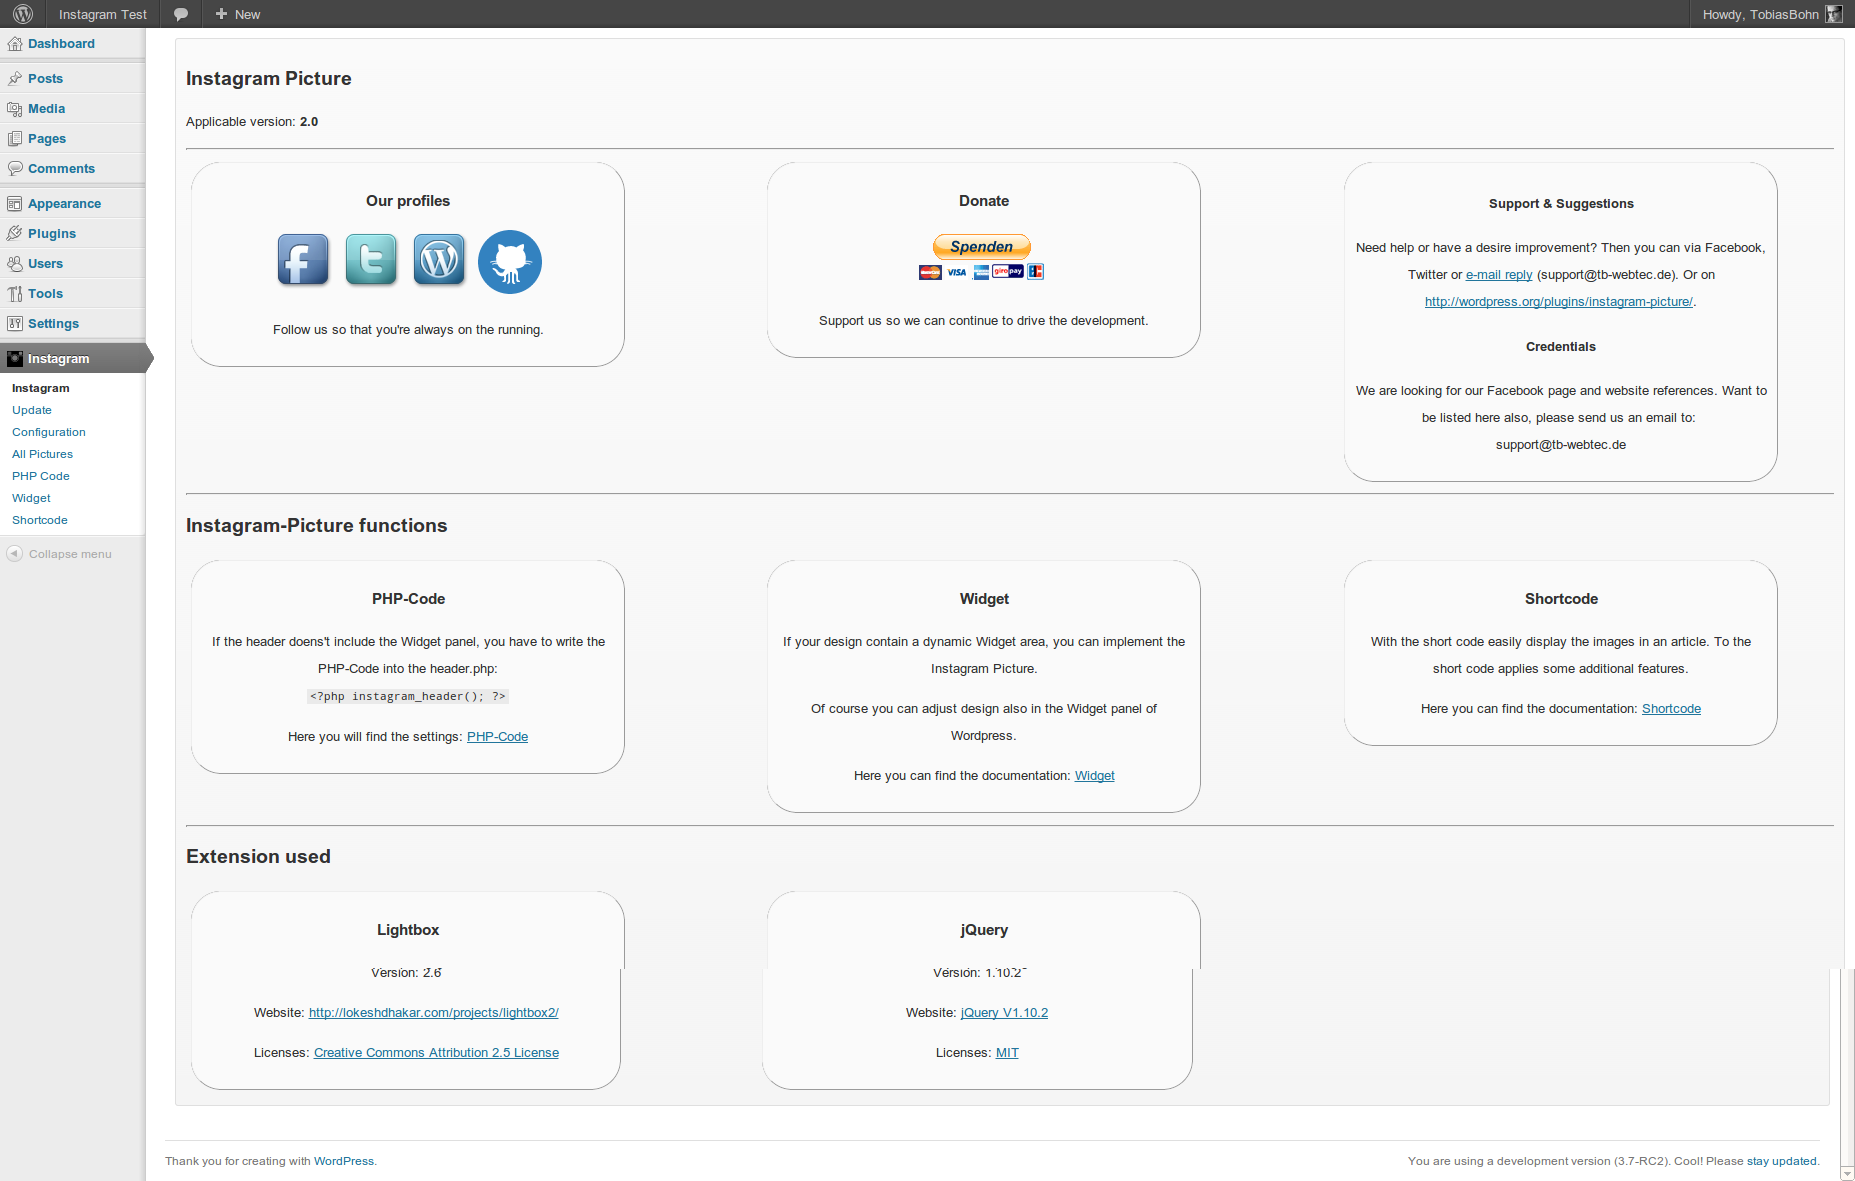 Instagram Test
New
Howdy, TobiasBohn
Dashboard
Posts
Media
Pages
Comments
Appearance
Plugins
Users
Tools
Settings
Instagram
Instagram
Update
Configuration
All Pictures
PHP Code
Widget
Shortcode
Collapse menu
Instagram Picture
Applicable version: 2.0
Our profiles
Follow us so that you're always on the running.
Donate
Spenden
VISA
giropay
Support us so we can continue to drive the development.
Support & Suggestions
Need help or have a desire improvement? Then you can via Facebook,
Twitter or e-mail reply (support@tb-webtec.de). Or on
http://wordpress.org/plugins/instagram-picture/.
Credentials
We are looking for our Facebook page and website references. Want to
be listed here also, please send us an email to:
support@tb-webtec.de
Instagram-Picture functions
PHP-Code
If the header doens't include the Widget panel, you have to write the
PHP-Code into the header.php:
<?php instagram_header(); ?>
Here you will find the settings: PHP-Code
Widget
If your design contain a dynamic Widget area, you can implement the
Instagram Picture.
Of course you can adjust design also in the Widget panel of
Wordpress.
Here you can find the documentation: Widget
Shortcode
With the short code easily display the images in an article. To the
short code applies some additional features.
Here you can find the documentation: Shortcode
Extension used
Lightbox
Version: 2.6
Website: http://lokeshdhakar.com/projects/lightbox2/
Licenses: Creative Commons Attribution 2.5 License
jQuery
Version: 1.10.2
Website: jQuery V1.10.2
Licenses: MIT
Thank you for creating with WordPress.
You are using a development version (3.7-RC2). Cool! Please stay updated.